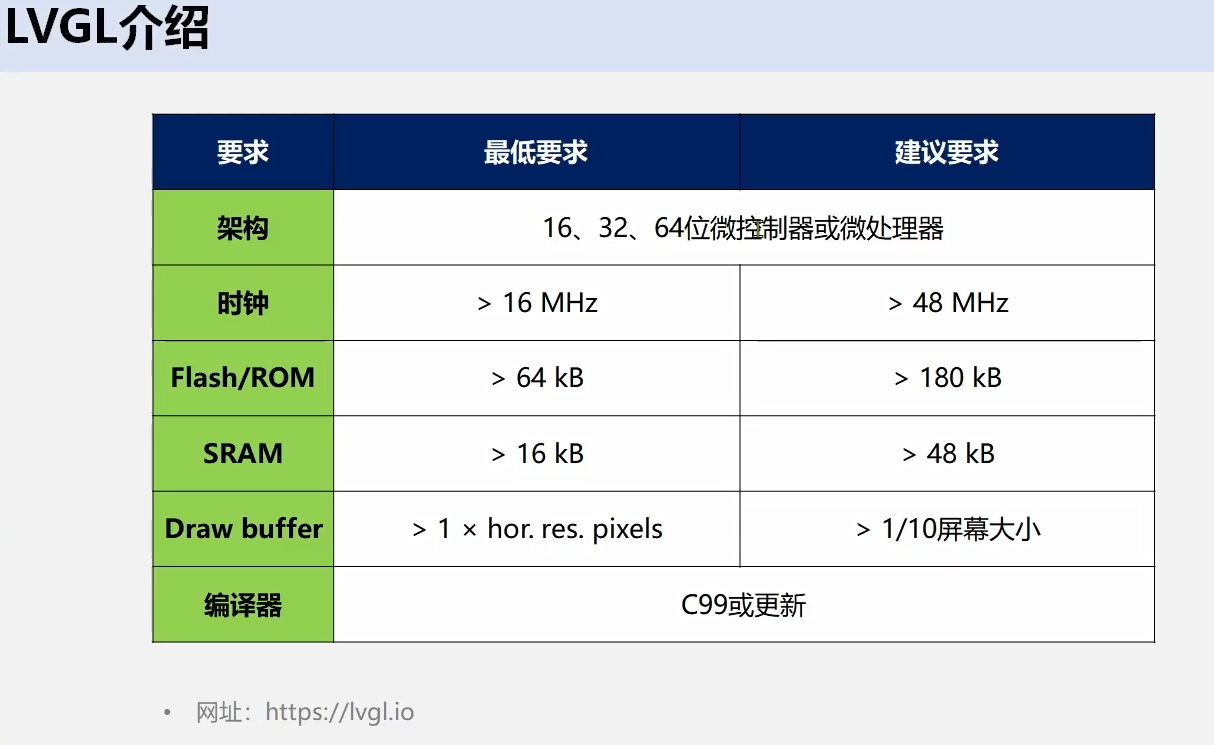 LVGL介绍
要求 最低要求 建议要求
架构 16、32、64位微控制器或微处理器
时钟 > 16 MHz > 48 MHz
Flash/ROM > 64 kB > 180 kB
SRAM > 16 kB > 48 kB
Draw buffer > 1 × hor. res. pixels > 1/10屏幕大小
编译器 C99或更新
• 网址：https://lvgl.io